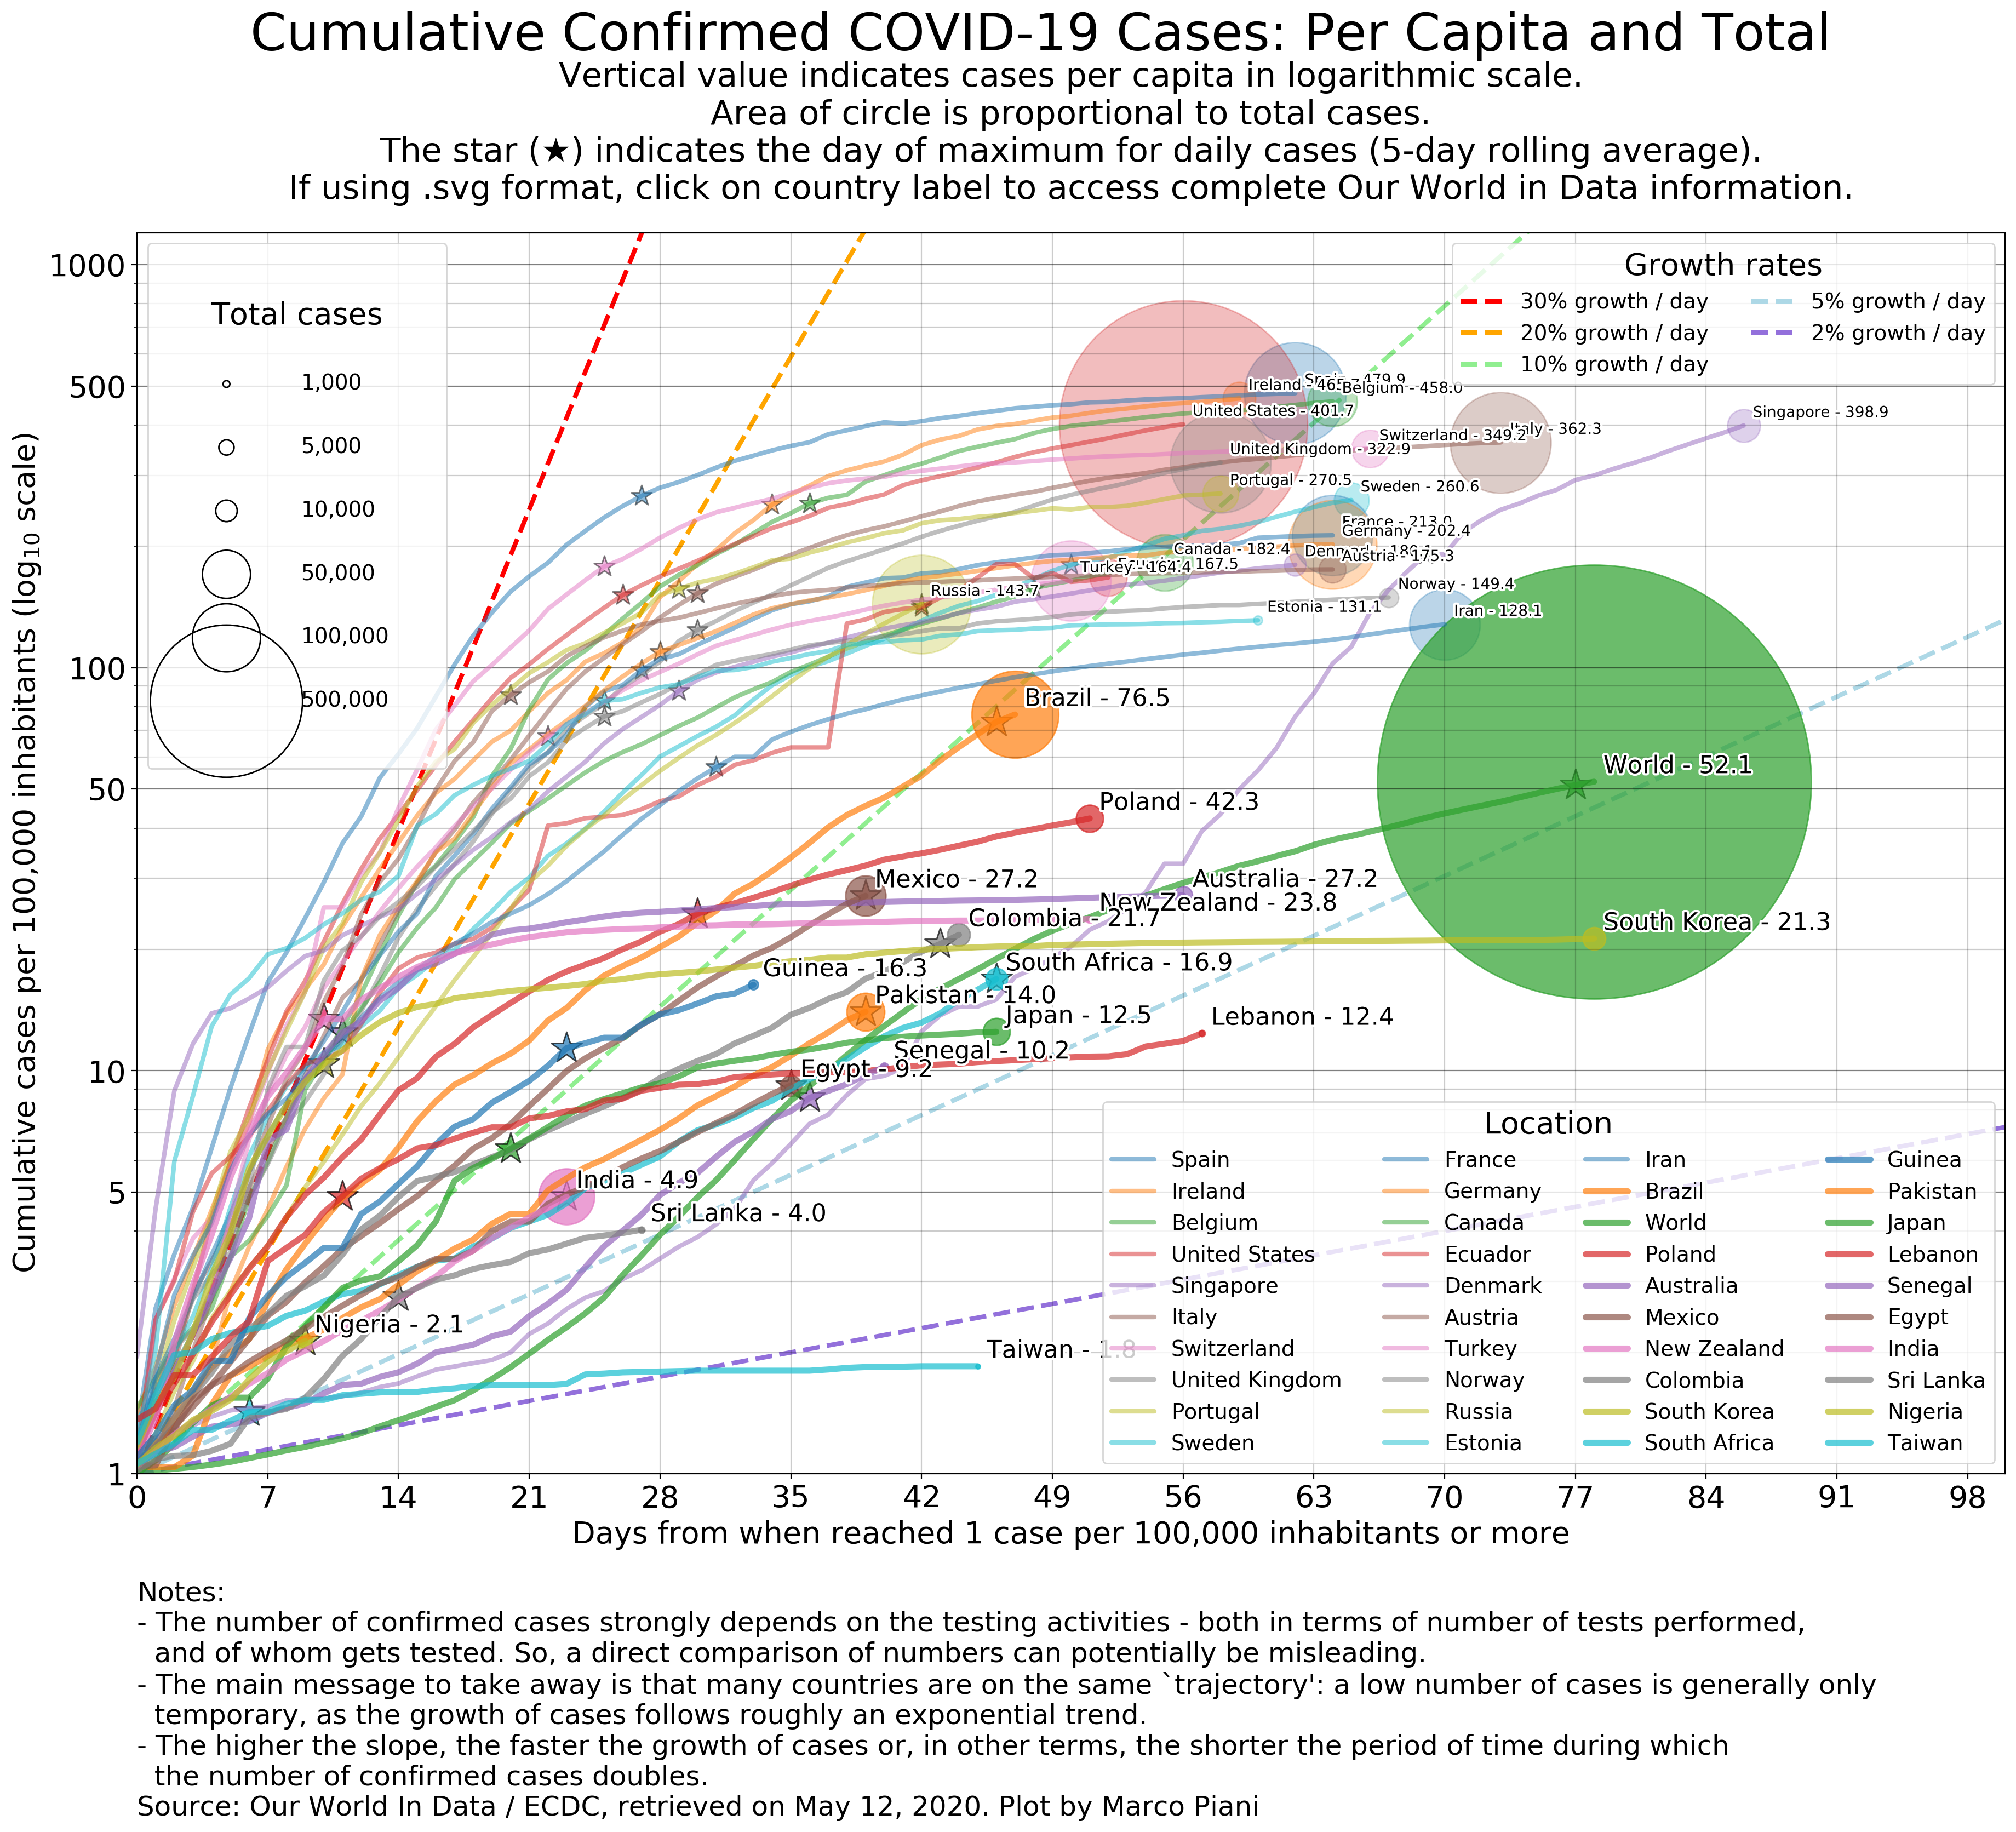 Cumulative Confirmed COVID-19 Cases: Per Capita and Total
Vertical value indicates cases per capita in logarithmic scale.
Area of circle is proportional to total cases.
The star (★) indicates the day of maximum for daily cases (5-day rolling average).
If using .svg format, click on country label to access complete Our World in Data information.
Cumulative cases per 100,000 inhabitants (log₁₀ scale)
1000
500
100
50
10
5
1
Total cases
1,000
5,000
10,000
50,000
100,000
500,000
Growth rates
30% growth / day
20% growth / day
10% growth / day
5% growth / day
2% growth / day
Ireland - 465.
479.9
Belgium - 458.0
United States - 401.7
Singapore - 398.9
Switzerland - 349.2
Italy - 362.3
United Kingdom - 322.9
Portugal - 270.5
Sweden - 260.6
France - 213.0
Germany - 202.4
Canada - 182.4
Austria - 175.3
Turkey - 164.4
167.5
Norway - 149.4
Russia - 143.7
Estonia - 131.1
Iran - 128.1
Brazil - 76.5
World - 52.1
Poland - 42.3
Mexico - 27.2
Australia - 27.2
New Zealand - 23.8
Colombia - 21.7
South Korea - 21.3
South Africa - 16.9
Guinea - 16.3
Pakistan - 14.0
Japan - 12.5
Lebanon - 12.4
Senegal - 10.2
Egypt - 9.2
India - 4.9
Sri Lanka - 4.0
Nigeria - 2.1
Taiwan - 1.8
Location
Spain
Ireland
Belgium
United States
Singapore
Italy
Switzerland
United Kingdom
Portugal
Sweden
France
Germany
Canada
Ecuador
Denmark
Austria
Turkey
Norway
Russia
Estonia
Iran
Brazil
World
Poland
Australia
Mexico
New Zealand
Colombia
South Korea
South Africa
Guinea
Pakistan
Japan
Lebanon
Senegal
Egypt
India
Sri Lanka
Nigeria
Taiwan
0 7 14 21 28 35 42 49 56 63 70 77 84 91 98
Days from when reached 1 case per 100,000 inhabitants or more
Notes:
- The number of confirmed cases strongly depends on the testing activities - both in terms of number of tests performed,
and of whom gets tested. So, a direct comparison of numbers can potentially be misleading.
- The main message to take away is that many countries are on the same `trajectory': a low number of cases is generally only
temporary, as the growth of cases follows roughly an exponential trend.
- The higher the slope, the faster the growth of cases or, in other terms, the shorter the period of time during which
the number of confirmed cases doubles.
Source: Our World In Data / ECDC, retrieved on May 12, 2020. Plot by Marco Piani